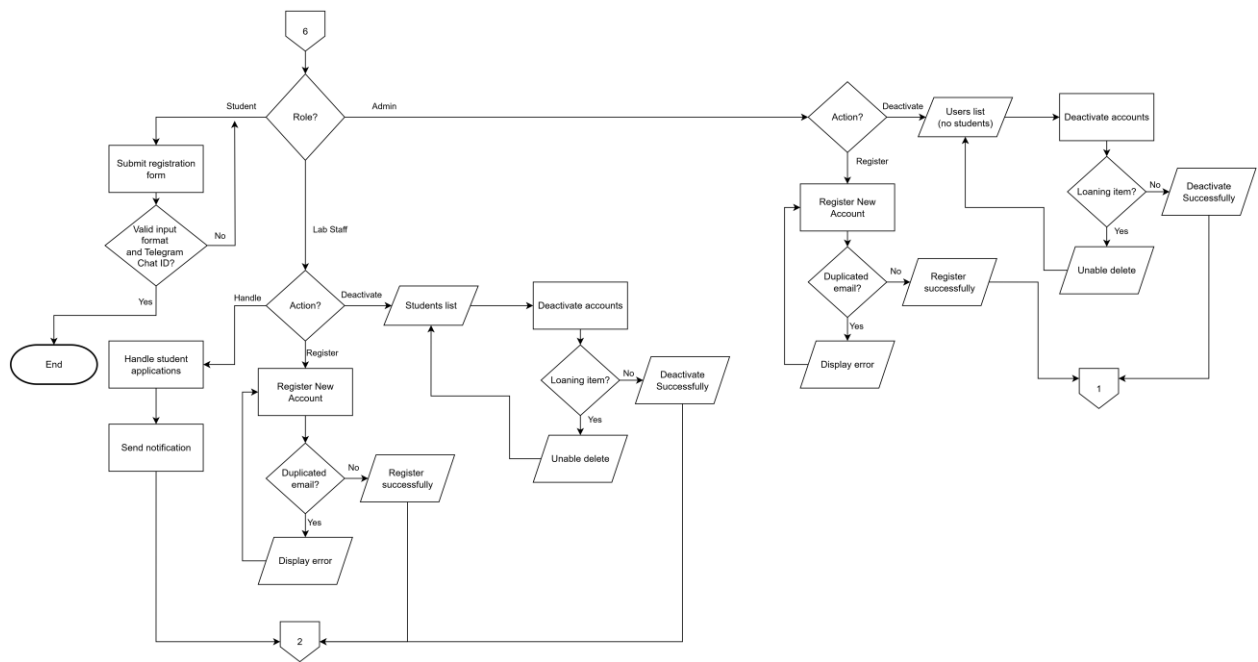 6
Student
Role?
Admin
Action?
Deactivate
Users list
(no students)
Deactivate accounts
Submit registration
form
Register
Register New
Account
Loaning item?
No
Deactivate
Successfully
Yes
Valid input
format
and Telegram
Chat ID?
No
Yes
Lab Staff
Unable delete
Duplicated
email?
No
Register
successfully
Yes
Display error
1
End
Handle
Action?
Deactivate
Students list
Deactivate accounts
Handle student
applications
Register
Register New
Account
Loaning item?
No
Deactivate
Successfully
Yes
Unable delete
Send notification
Duplicated
email?
No
Register
successfully
Yes
Display error
2